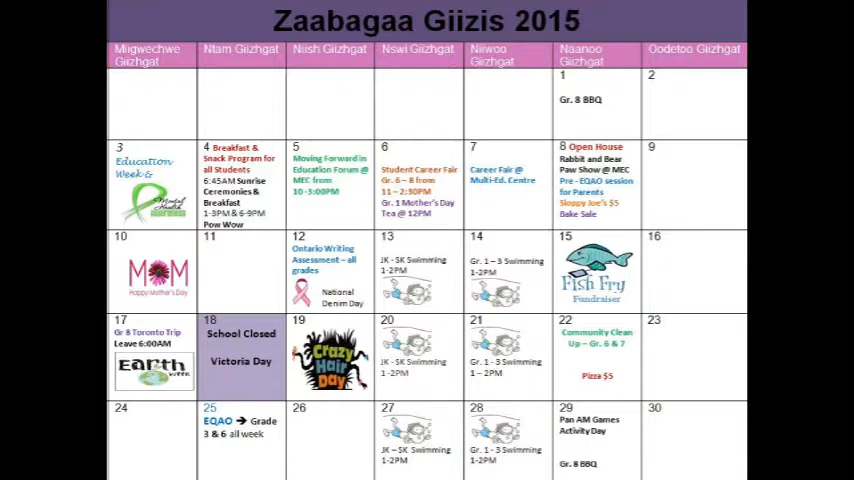 Zaabagaa Giizis 2015
Miigwechwe Giizhgat
Ntam Giizhgat
Niish Giizhgat
Nswi Giizhgat
Niiwoo Giizhgat
Naanoo Giizhgat
Oodetoo Giizhgat
1
Gr. 8 BBQ
2
3
Education
Week &
Mental
Health
AWARENESS
4 Breakfast &
Snack Program for
all Students
6:45AM Sunrise
Ceremonies &
Breakfast
1-3PM & 6-9PM
Pow Wow
5
Moving Forward in
Education Forum @
MEC from
10 -3:00PM
6
Student Career Fair
Gr. 6 – 8 from
11 – 2:30PM
Gr. 1 Mother's Day
Tea @ 12PM
7
Career Fair @
Multi-Ed. Centre
8 Open House
Rabbit and Bear
Paw Show @ MEC
Pre - EQAO session
for Parents
Sloppy Joe's $5
Bake Sale
9
10
MOM
Happy Mother's Day
11
12
Ontario Writing
Assessment – all
grades
National
Denim Day
13
JK - SK Swimming
1-2PM
14
Gr. 1 – 3 Swimming
1-2PM
15
Fish Fry
Fundraiser
16
17
Gr 8 Toronto Trip
Leave 6:00AM
Earth
week
18
School Closed
Victoria Day
19
Crazy
Hair
Day
20
JK - SK Swimming
1 -2PM
21
Gr. 1 - 3 Swimming
1 – 2PM
22
Community Clean
Up – Gr. 6 & 7
Pizza $5
23
24
25
EQAO ➔ Grade
3 & 6 all week
26
27
JK – SK Swimming
1-2PM
28
Gr. 1 - 3 Swimming
1-2PM
29
Pan AM Games
Activity Day
Gr. 8 BBQ
30